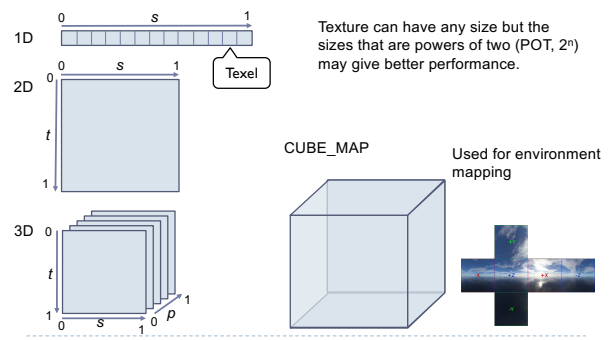 0 s 1
1D
Texel
Texture can have any size but the
sizes that are powers of two (POT, 2ⁿ)
may give better performance.
0 s 1
2D
0
t
1
CUBE_MAP
Used for environment
mapping
3D
0
t
1
0 s 1
0 p 1
+Y
-X +Z +X -Z
-Y